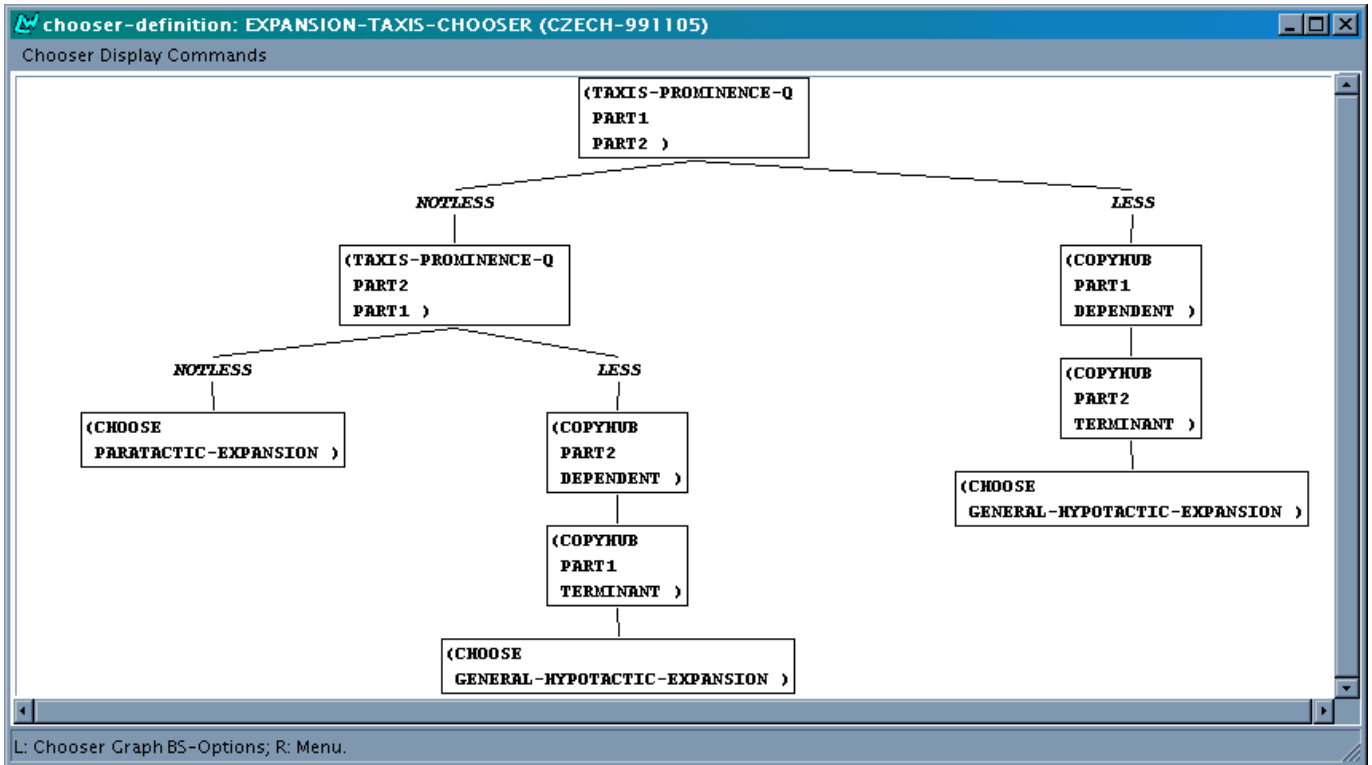 chooser-definition: EXPANSION-TAXIS-CHOOSER (CZECH-991105)
Chooser Display Commands
(TAXIS-PROMINENCE-Q
PART1
PART2 )
NOTLESS
LESS
(TAXIS-PROMINENCE-Q
PART2
PART1 )
(COPYHUB
PART1
DEPENDENT )
NOTLESS
LESS
(COPYHUB
PART2
TERMINANT )
(CHOOSE
PARATACTIC-EXPANSION )
(COPYHUB
PART2
DEPENDENT )
(CHOOSE
GENERAL-HYPOTACTIC-EXPANSION )
(COPYHUB
PART1
TERMINANT )
(CHOOSE
GENERAL-HYPOTACTIC-EXPANSION )
L: Chooser Graph BS-Options; R: Menu.